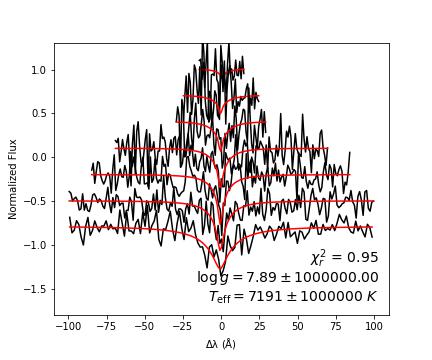 1.0
0.5
0.0
−0.5
−1.0
−1.5
Normalized Flux
χ²ᵣ = 0.95
log g = 7.89 ± 1000000.00
T_eff = 7191 ± 1000000 K
−100 −75 −50 −25 0 25 50 75 100
Δλ (Å)